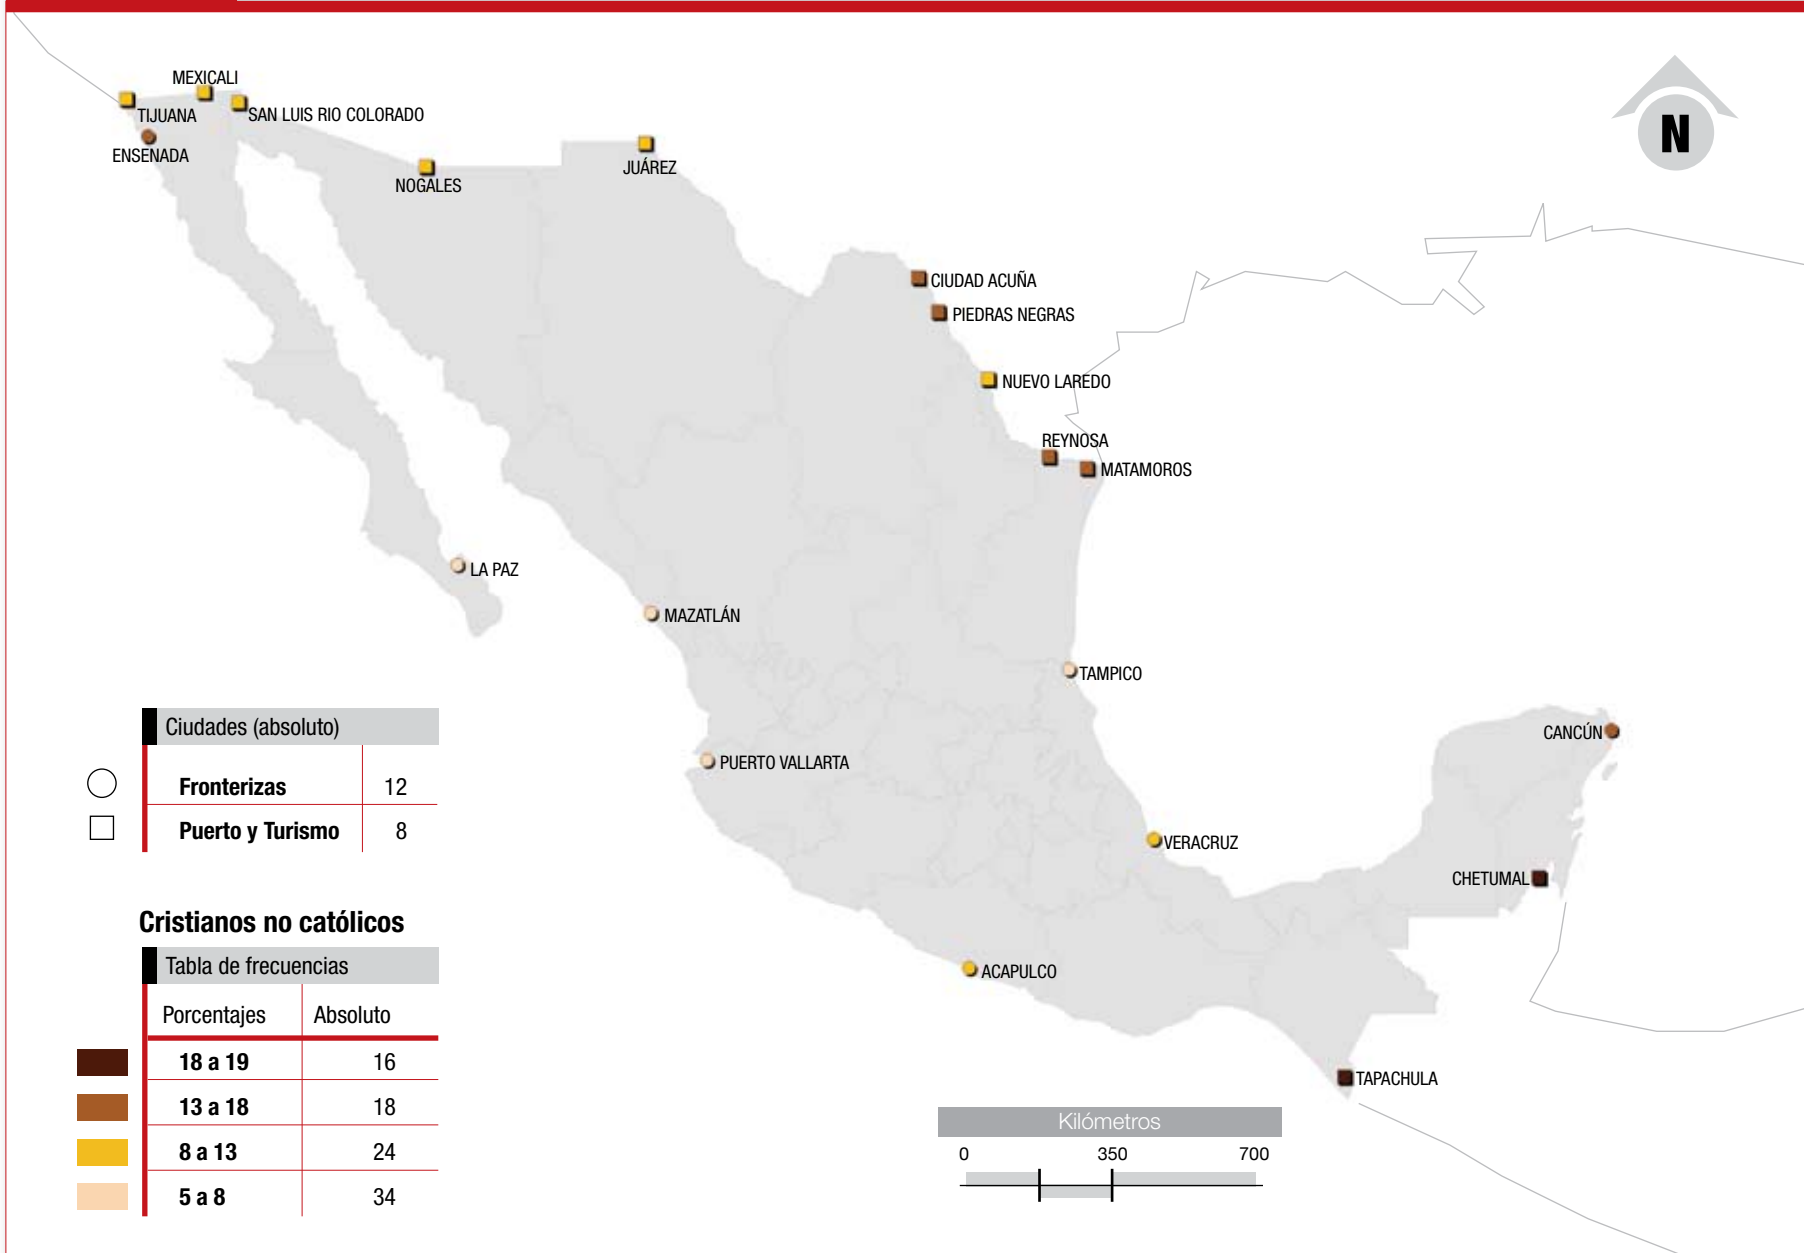 N
MEXICALI
TIJUANA
SAN LUIS RIO COLORADO
ENSENADA
NOGALES
JUÁREZ
CIUDAD ACUÑA
PIEDRAS NEGRAS
NUEVO LAREDO
REYNOSA
MATAMOROS
LA PAZ
MAZATLÁN
TAMPICO
PUERTO VALLARTA
CANCÚN
VERACRUZ
CHETUMAL
ACAPULCO
TAPACHULA
Ciudades (absoluto)
Fronterizas 12
Puerto y Turismo 8
Cristianos no católicos
Tabla de frecuencias
Porcentajes Absoluto
18 a 19 16
13 a 18 18
8 a 13 24
5 a 8 34
Kilómetros
0 350 700